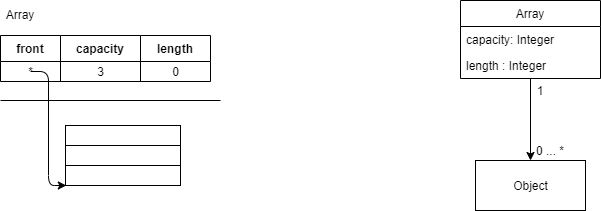 Array
front capacity length
* 3 0
Array
capacity: Integer
length : Integer
1
0 ... *
Object